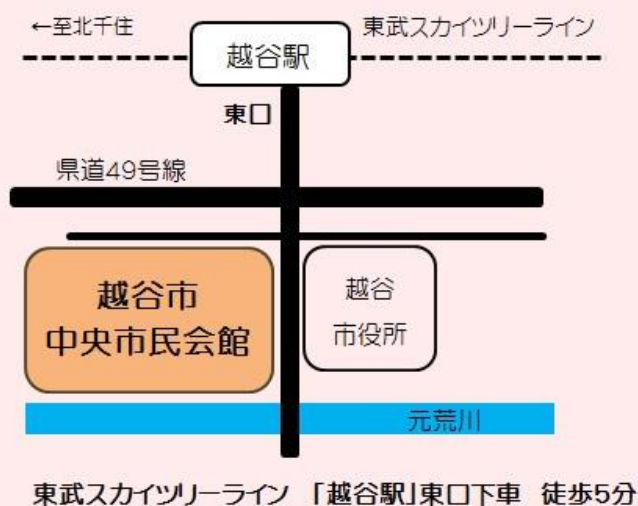 ←至北千住
東武スカイツリーライン
越谷駅
東口
県道49号線
越谷市
中央市民会館
越谷
市役所
元荒川
東武スカイツリーライン 「越谷駅」東口下車 徒歩5分